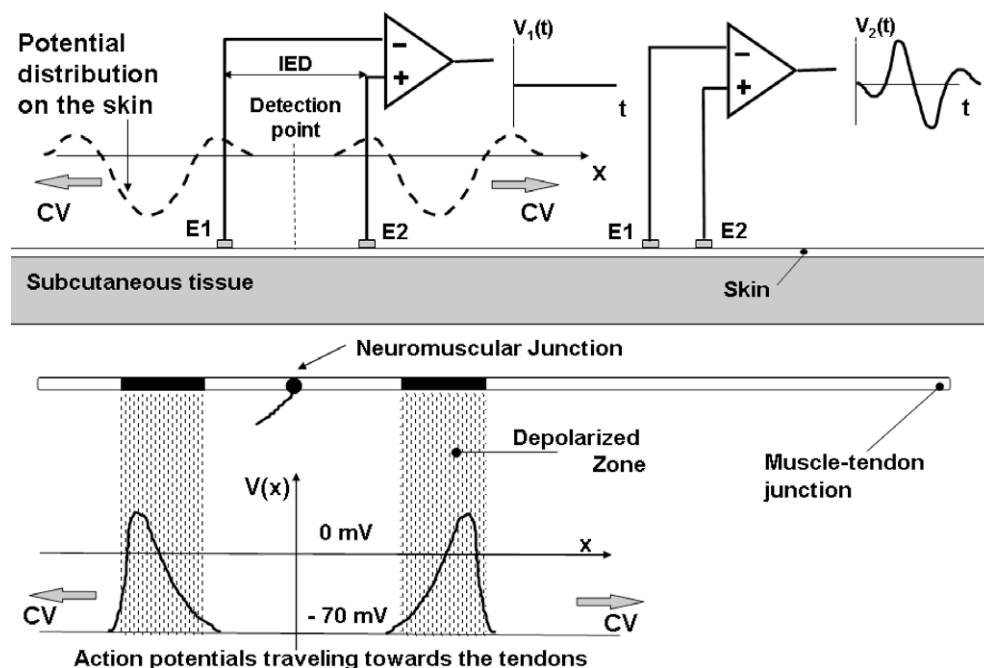 Potential
distribution
on the skin
IED
Detection
point
−
+
V1(t)
t
V2(t)
t
−
+
X
CV
CV
E1
E2
E1
E2
Subcutaneous tissue
Skin
Neuromuscular Junction
Depolarized
Zone
Muscle-tendon
junction
V(x)
0 mV
x
- 70 mV
CV
CV
Action potentials traveling towards the tendons